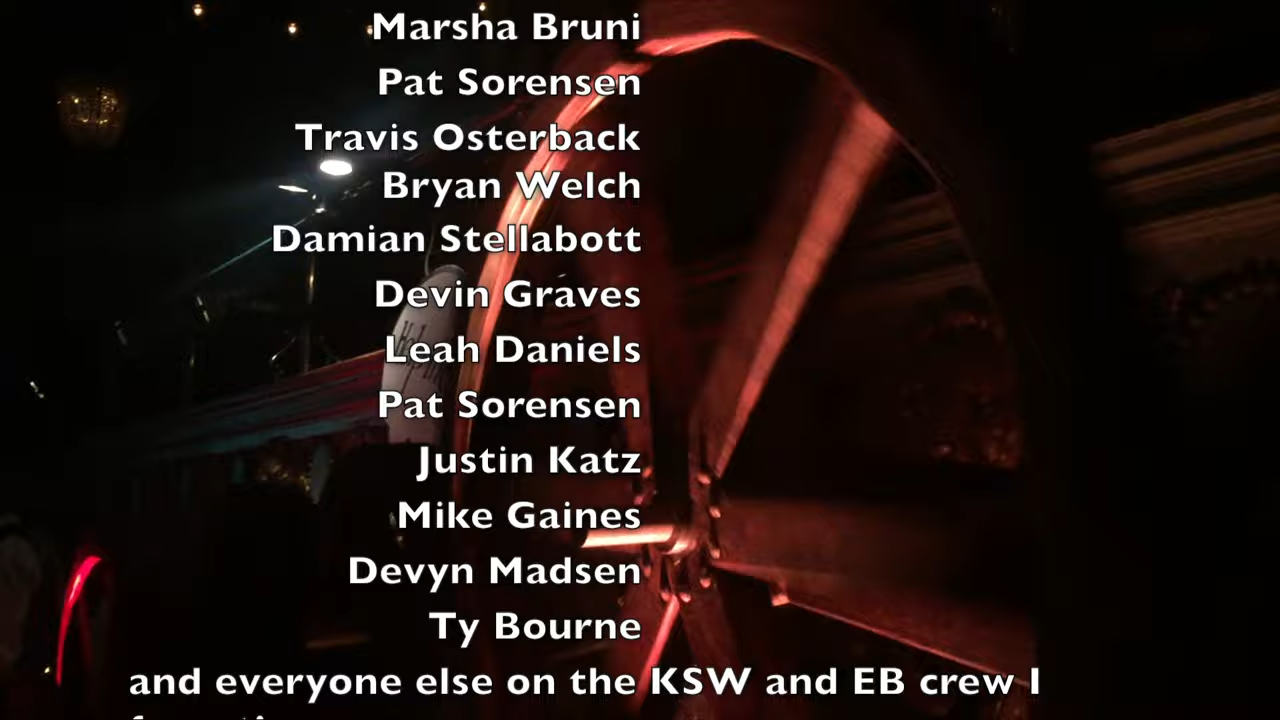 Marsha Bruni
Pat Sorensen
Travis Osterback
Bryan Welch
Damian Stellabott
Devin Graves
Leah Daniels
Pat Sorensen
Justin Katz
Mike Gaines
Devyn Madsen
Ty Bourne
and everyone else on the KSW and EB crew I